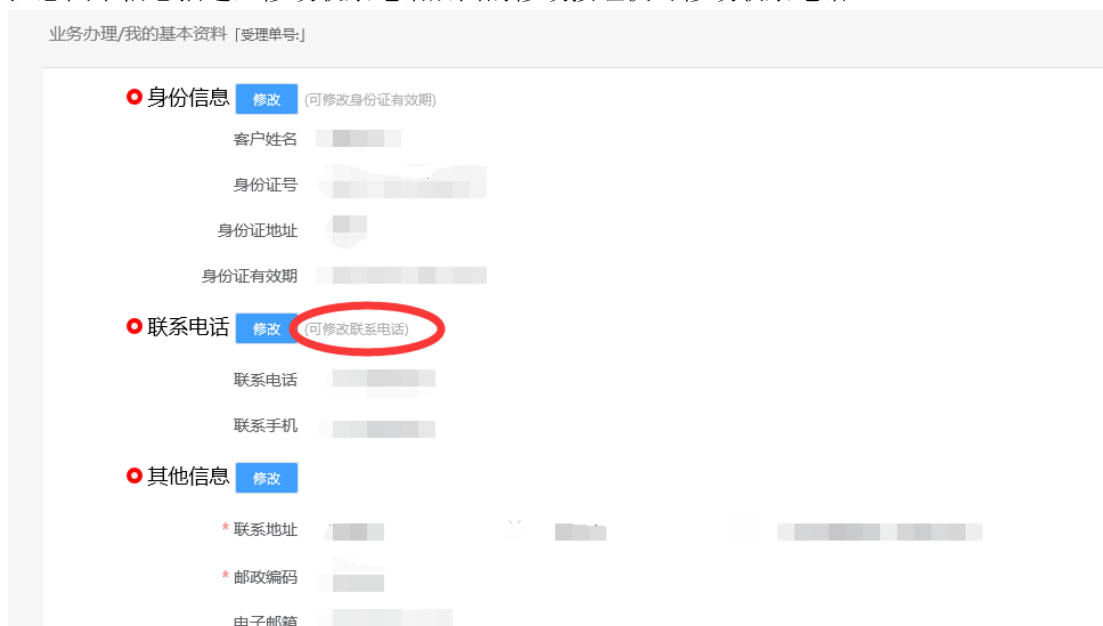 业务办理/我的基本资料「受理单号:」
身份信息 修改 (可修改身份证有效期)
客户姓名
身份证号
身份证地址
身份证有效期
联系电话 修改 (可修改联系电话)
联系电话
联系手机
其他信息 修改
* 联系地址
* 邮政编码
电子邮箱